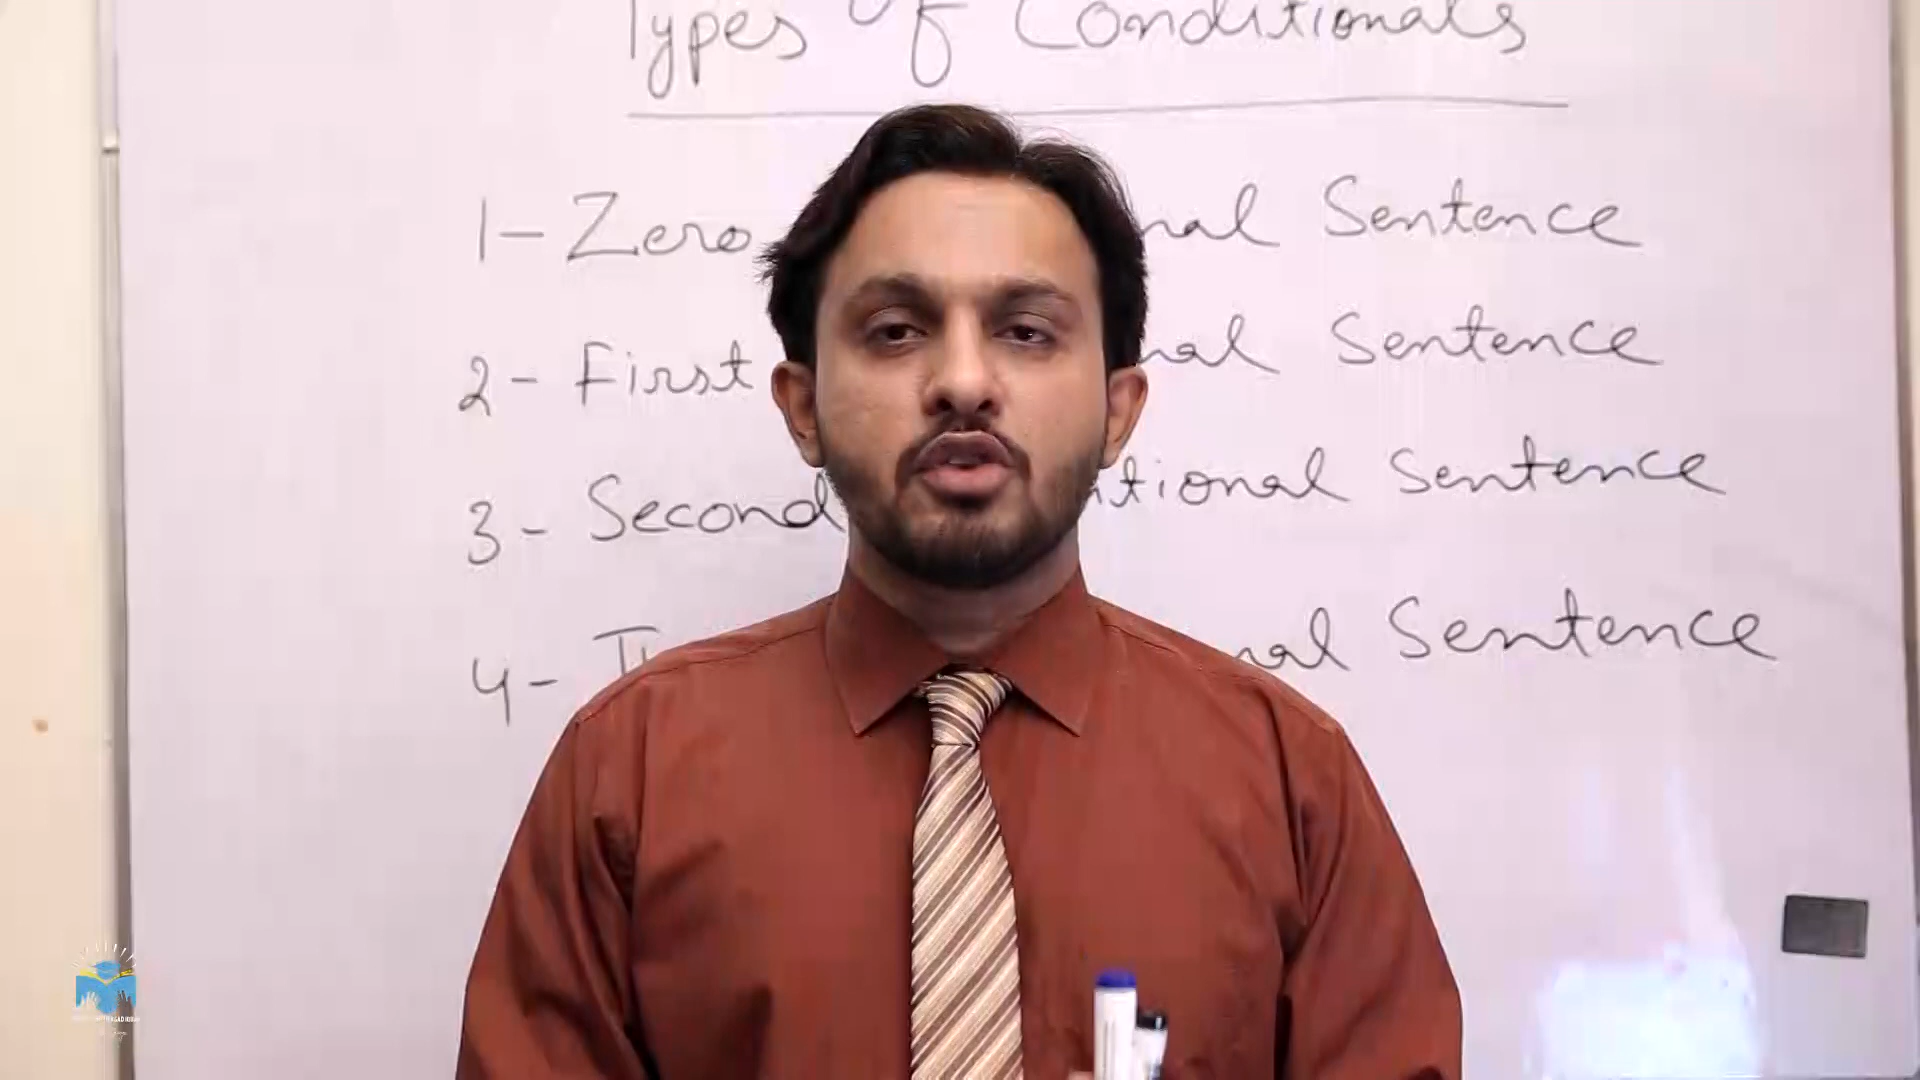 Types of Conditionals
1- Zero nal Sentence
2- First nal Sentence
3- Second itional Sentence
4- nal Sentence